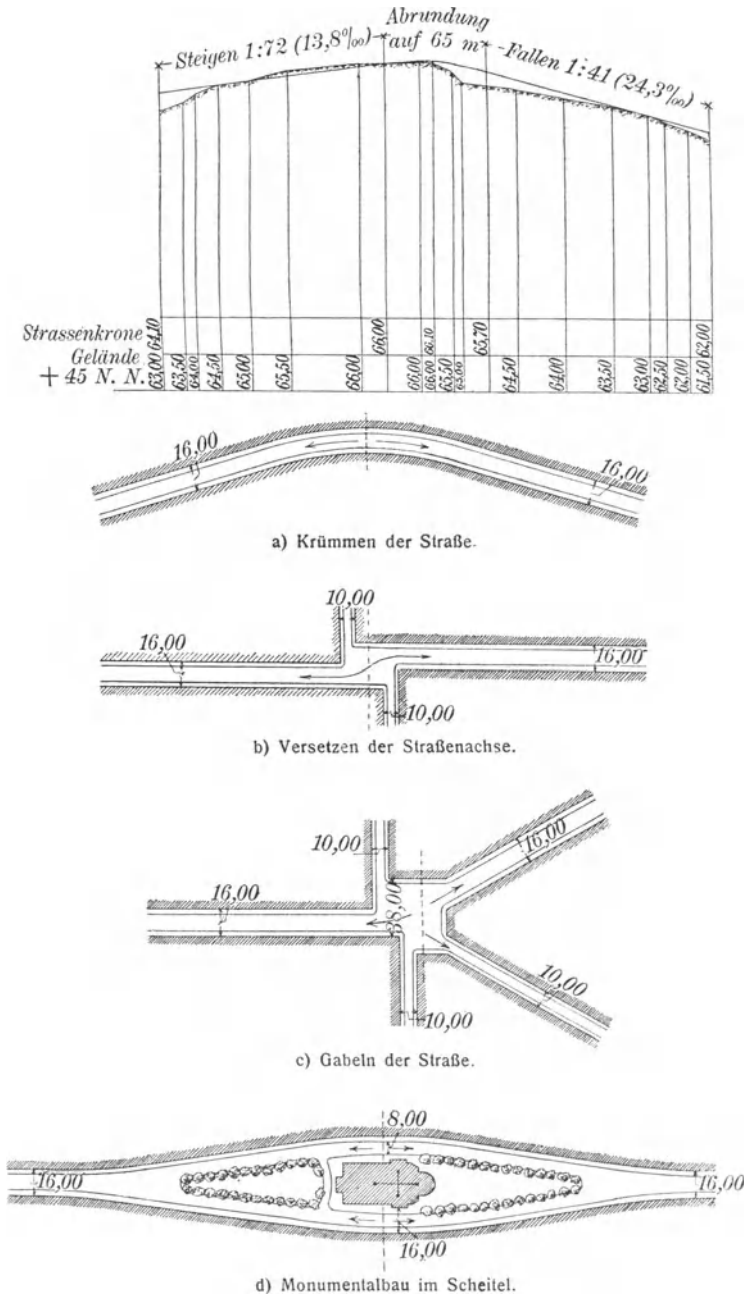 Abrundung
Steigen 1:72 (13,8‰) auf 65 m Fallen 1:41 (24,3‰)
Strassenkrone 64,10 66,00 66,10 65,70 62,00
Gelände
+ 45 N. N. 63,00 63,50 64,00 64,50 65,00 65,50 66,00 66,00 66,00 65,50 65,00 64,50 64,00 63,50 63,00 62,50 62,00 61,50
16,00
16,00
a) Krümmen der Straße.
10,00
16,00
16,00
10,00
b) Versetzen der Straßenachse.
10,00
16,00
16,00
38,00
10,00
10,00
c) Gabeln der Straße.
8,00
16,00
16,00
16,00
d) Monumentalbau im Scheitel.